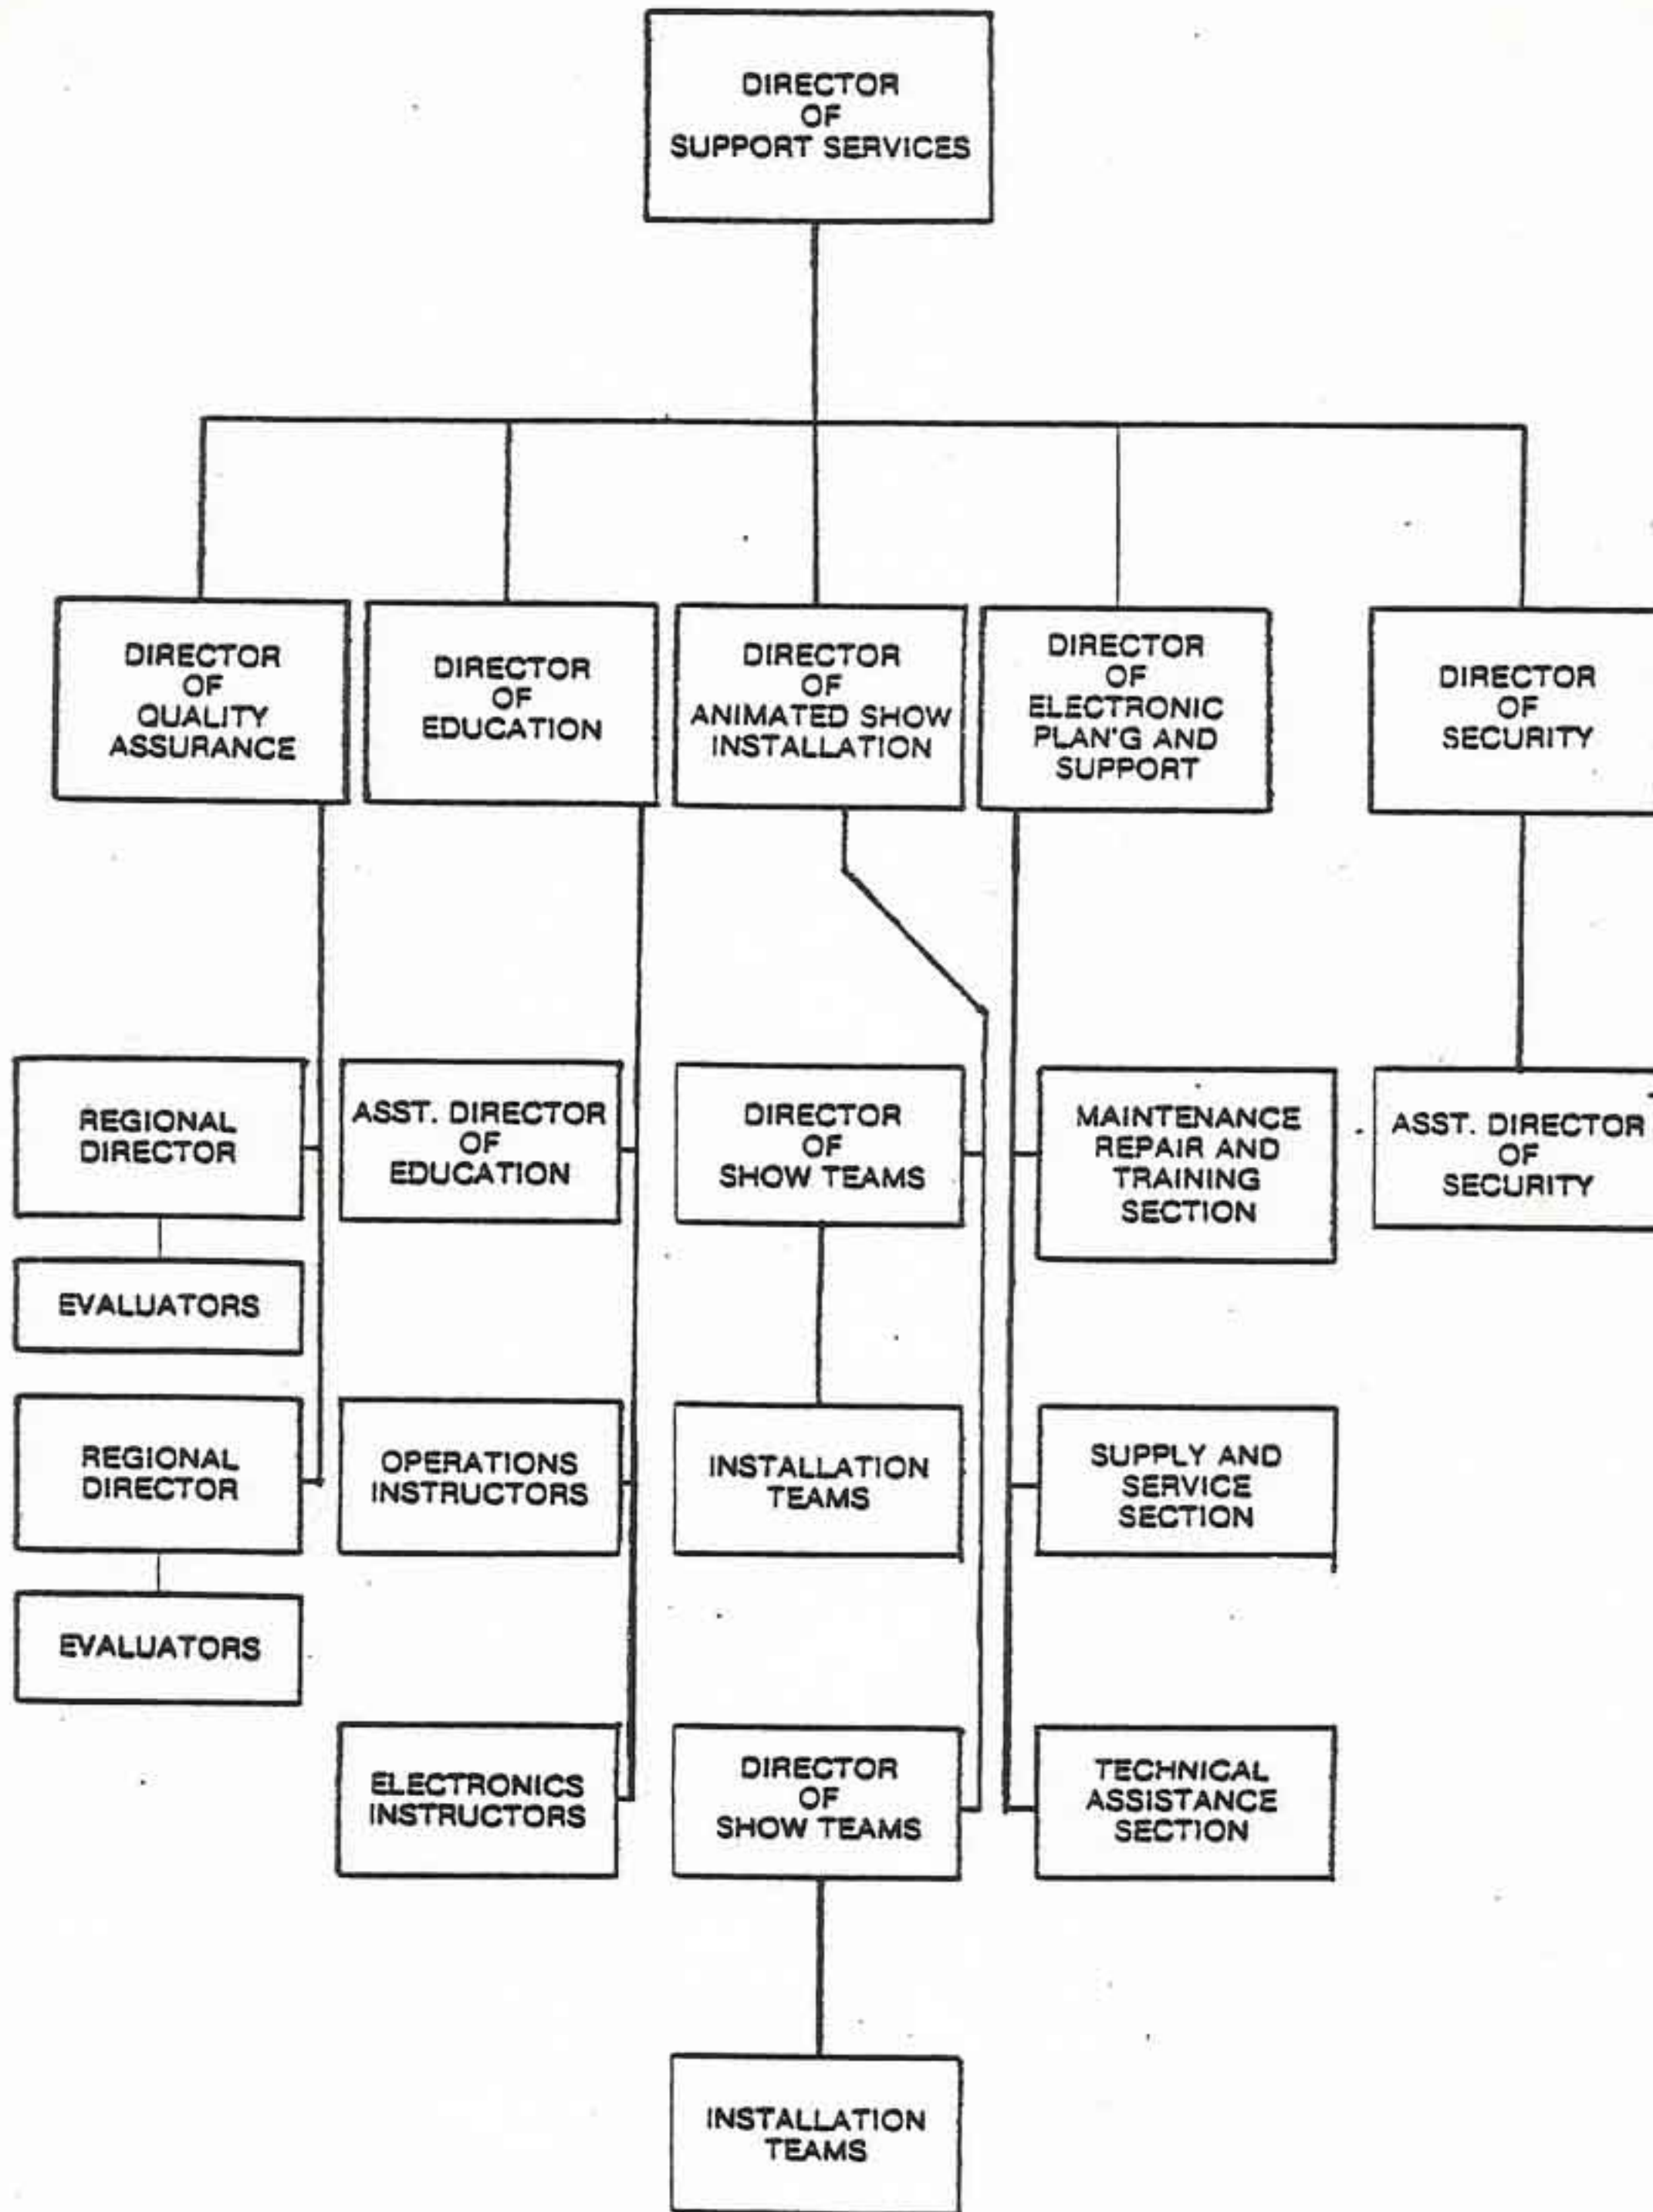 DIRECTOR
OF
SUPPORT SERVICES
DIRECTOR
OF
QUALITY
ASSURANCE
DIRECTOR
OF
EDUCATION
DIRECTOR
OF
ANIMATED SHOW
INSTALLATION
DIRECTOR
OF
ELECTRONIC
PLAN'G AND
SUPPORT
DIRECTOR
OF
SECURITY
REGIONAL
DIRECTOR
ASST. DIRECTOR
OF
EDUCATION
DIRECTOR
OF
SHOW TEAMS
MAINTENANCE
REPAIR AND
TRAINING
SECTION
ASST. DIRECTOR
OF
SECURITY
EVALUATORS
REGIONAL
DIRECTOR
OPERATIONS
INSTRUCTORS
INSTALLATION
TEAMS
SUPPLY AND
SERVICE
SECTION
EVALUATORS
ELECTRONICS
INSTRUCTORS
DIRECTOR
OF
SHOW TEAMS
TECHNICAL
ASSISTANCE
SECTION
INSTALLATION
TEAMS